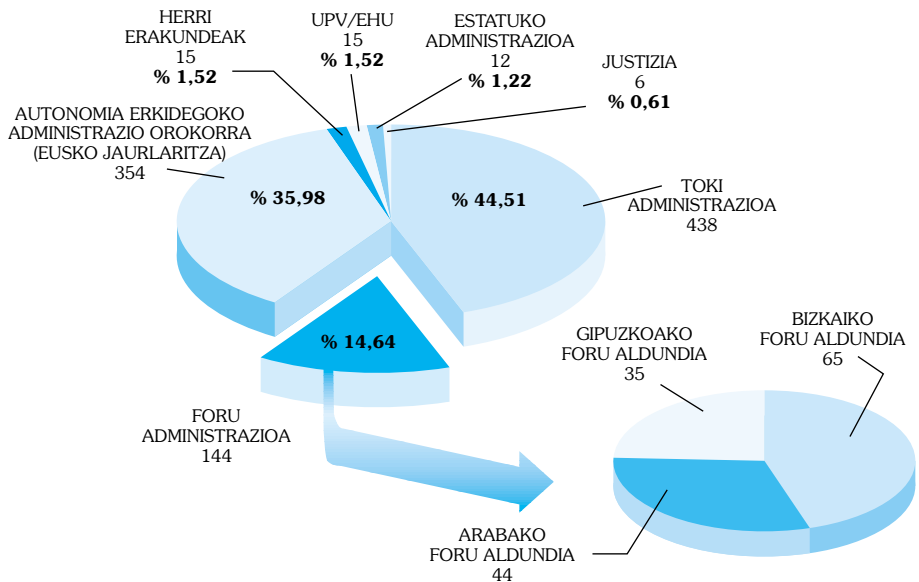 HERRI
ERAKUNDEAK
15
% 1,52
UPV/EHU
15
% 1,52
ESTATUKO
ADMINISTRAZIOA
12
% 1,22
JUSTIZIA
6
% 0,61
AUTONOMIA ERKIDEGOKO
ADMINISTRAZIO OROKORRA
(EUSKO JAURLARITZA)
354
% 35,98
% 44,51
TOKI
ADMINISTRAZIOA
438
% 14,64
FORU
ADMINISTRAZIOA
144
GIPUZKOAKO
FORU ALDUNDIA
35
BIZKAIKO
FORU ALDUNDIA
65
ARABAKO
FORU ALDUNDIA
44